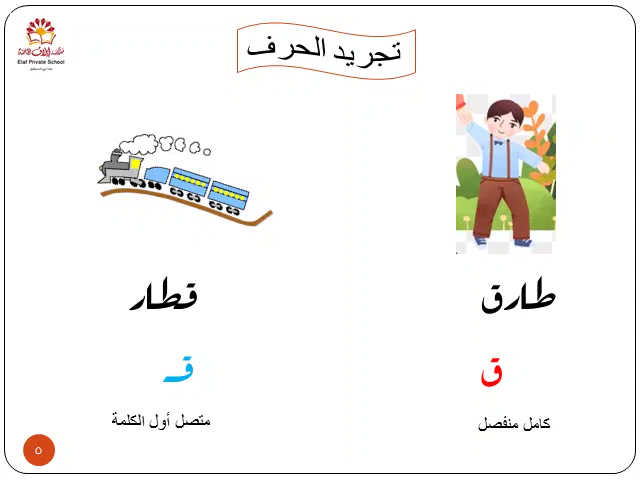 تجريد الحرف
Elaf Private School
طارق
قطار
ق
قـ
كامل منفصل
متصل أول الكلمة
٥